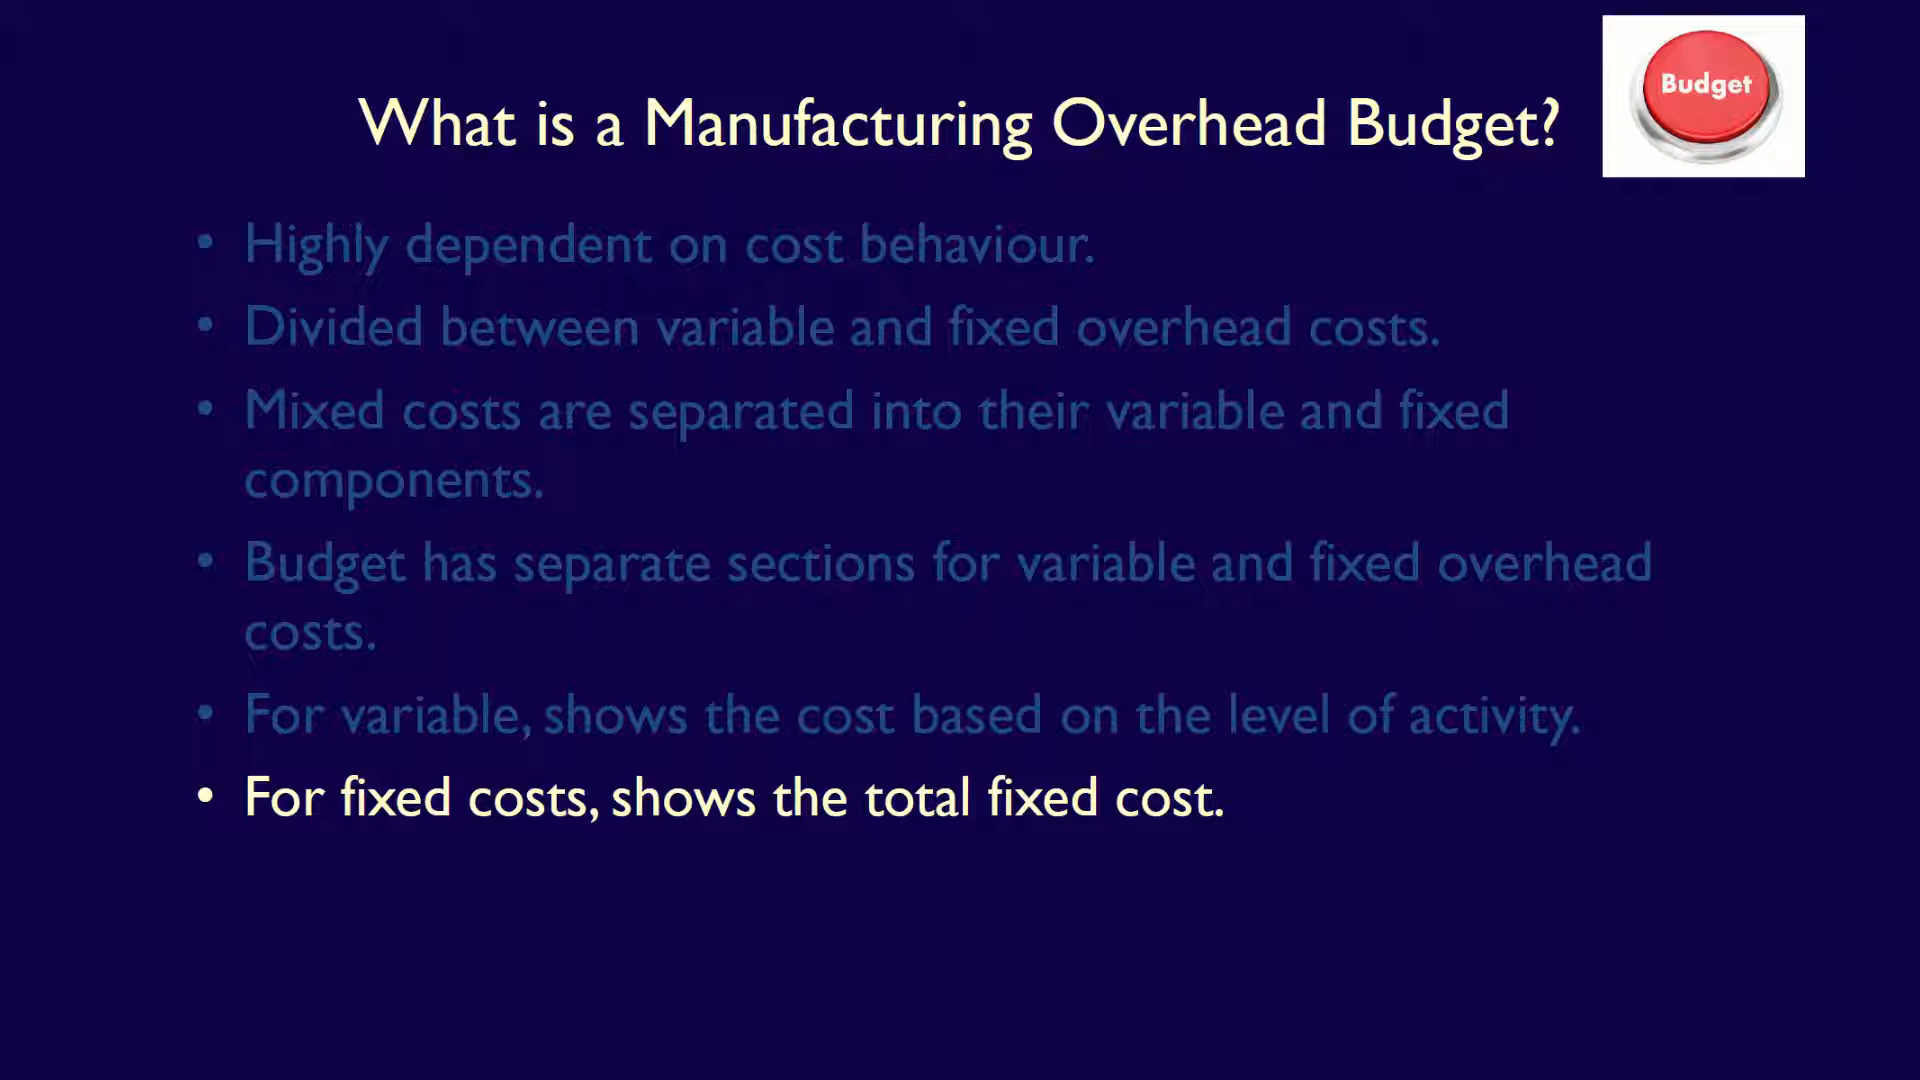 Budget
What is a Manufacturing Overhead Budget?
• Highly dependent on cost behaviour.
• Divided between variable and fixed overhead costs.
• Mixed costs are separated into their variable and fixed
components.
• Budget has separate sections for variable and fixed overhead
costs.
• For variable, shows the cost based on the level of activity.
• For fixed costs, shows the total fixed cost.